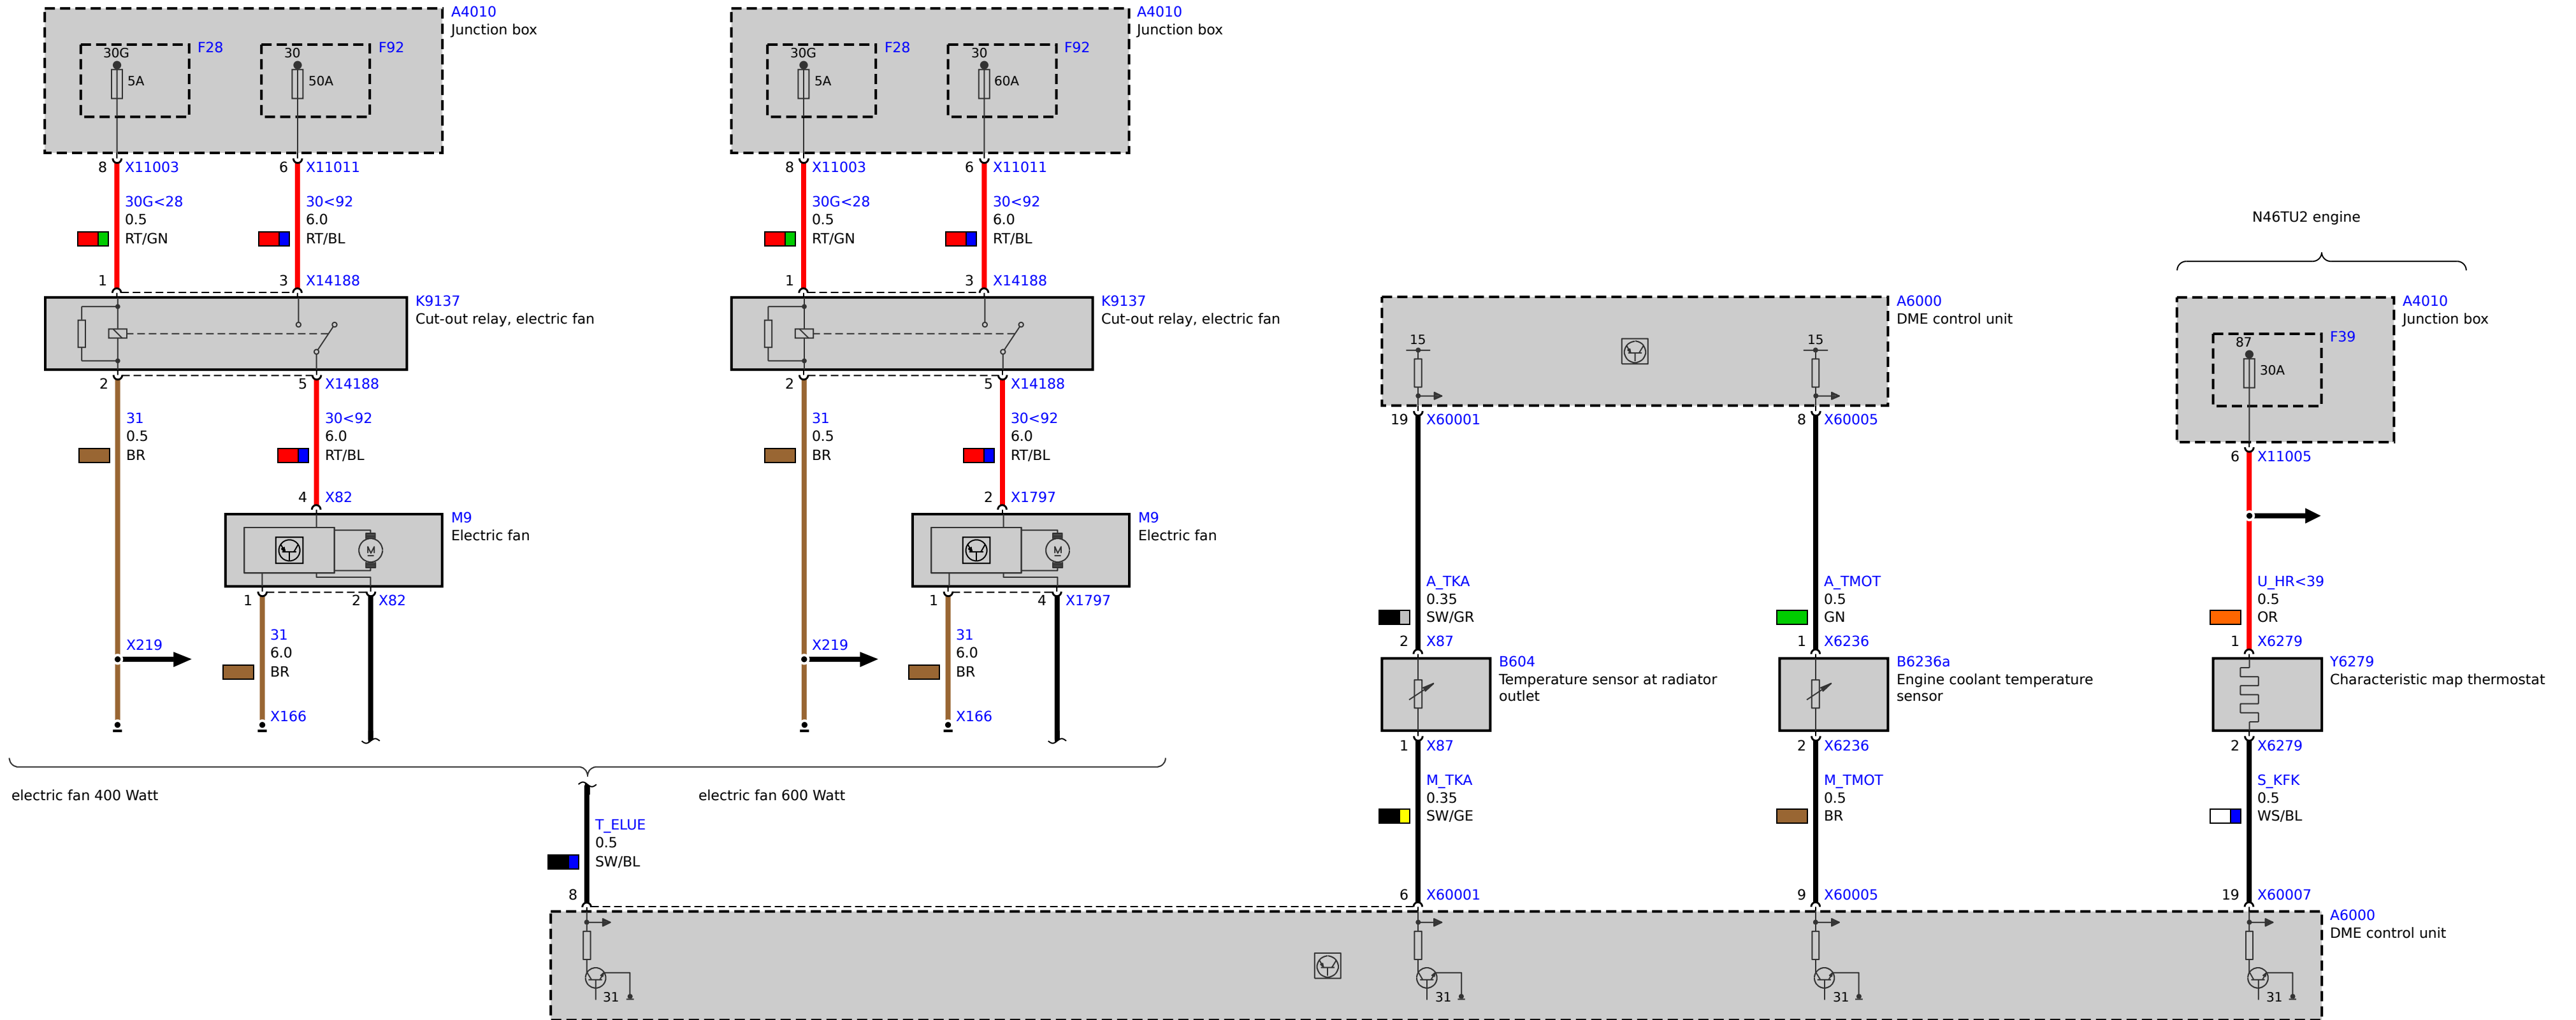 A4010
Junction box
30G
F28
5A
30
F92
50A
8 X11003
6 X11011
30G<28
0.5
RT/GN
30<92
6.0
RT/BL
1
3 X14188
K9137
Cut-out relay, electric fan
2
5 X14188
31
0.5
BR
30<92
6.0
RT/BL
4 X82
M9
Electric fan
M
1
2 X82
X219
31
6.0
BR
X166
electric fan 400 Watt
A4010
Junction box
30G
F28
5A
30
F92
60A
8 X11003
6 X11011
30G<28
0.5
RT/GN
30<92
6.0
RT/BL
1
3 X14188
K9137
Cut-out relay, electric fan
2
5 X14188
31
0.5
BR
30<92
6.0
RT/BL
2 X1797
M9
Electric fan
M
1
4 X1797
X219
31
6.0
BR
X166
electric fan 600 Watt
T_ELUE
0.5
SW/BL
8
A6000
DME control unit
15
15
19 X60001
8 X60005
A_TKA
0.35
SW/GR
2 X87
B604
Temperature sensor at radiator
outlet
1 X87
M_TKA
0.35
SW/GE
6 X60001
A_TMOT
0.5
GN
1 X6236
B6236a
Engine coolant temperature
sensor
2 X6236
M_TMOT
0.5
BR
9 X60005
N46TU2 engine
A4010
Junction box
87
F39
30A
6 X11005
U_HR<39
0.5
OR
1 X6279
Y6279
Characteristic map thermostat
2 X6279
S_KFK
0.5
WS/BL
19 X60007
A6000
DME control unit
31
31
31
31